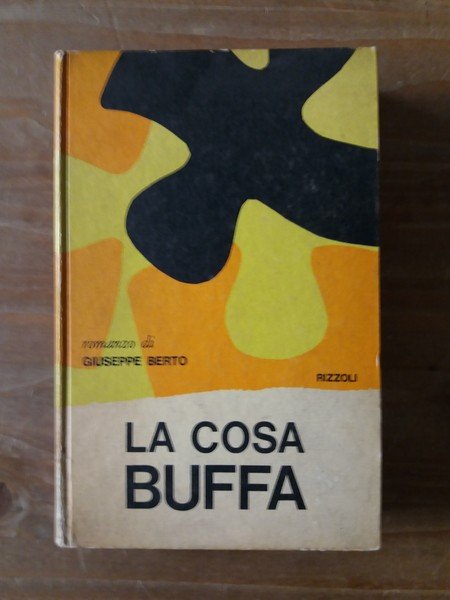 romanzo di
GIUSEPPE BERTO
RIZZOLI
LA COSA
BUFFA